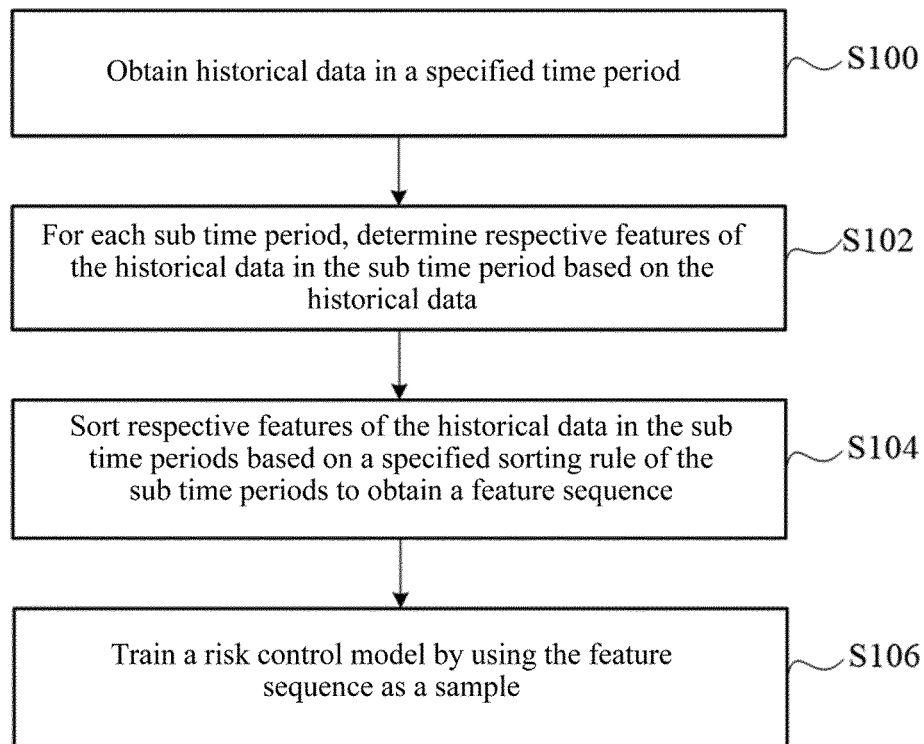 Obtain historical data in a specified time period
S100
For each sub time period, determine respective features of
the historical data in the sub time period based on the
historical data
S102
Sort respective features of the historical data in the sub
time periods based on a specified sorting rule of the
sub time periods to obtain a feature sequence
S104
Train a risk control model by using the feature
sequence as a sample
S106